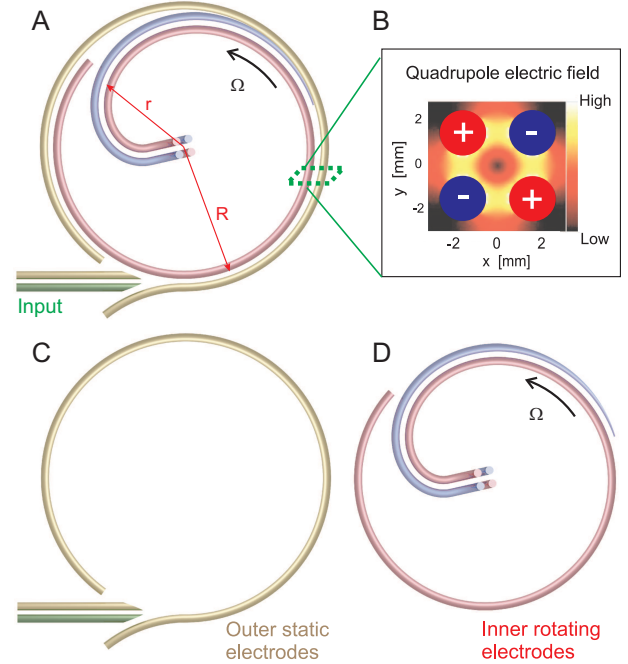 A
r
Ω
R
Input
B
Quadrupole electric field
High
Low
y [mm]
2
0
-2
+
-
-
+
-2
0
2
x [mm]
C
Outer static
electrodes
D
Ω
Inner rotating
electrodes